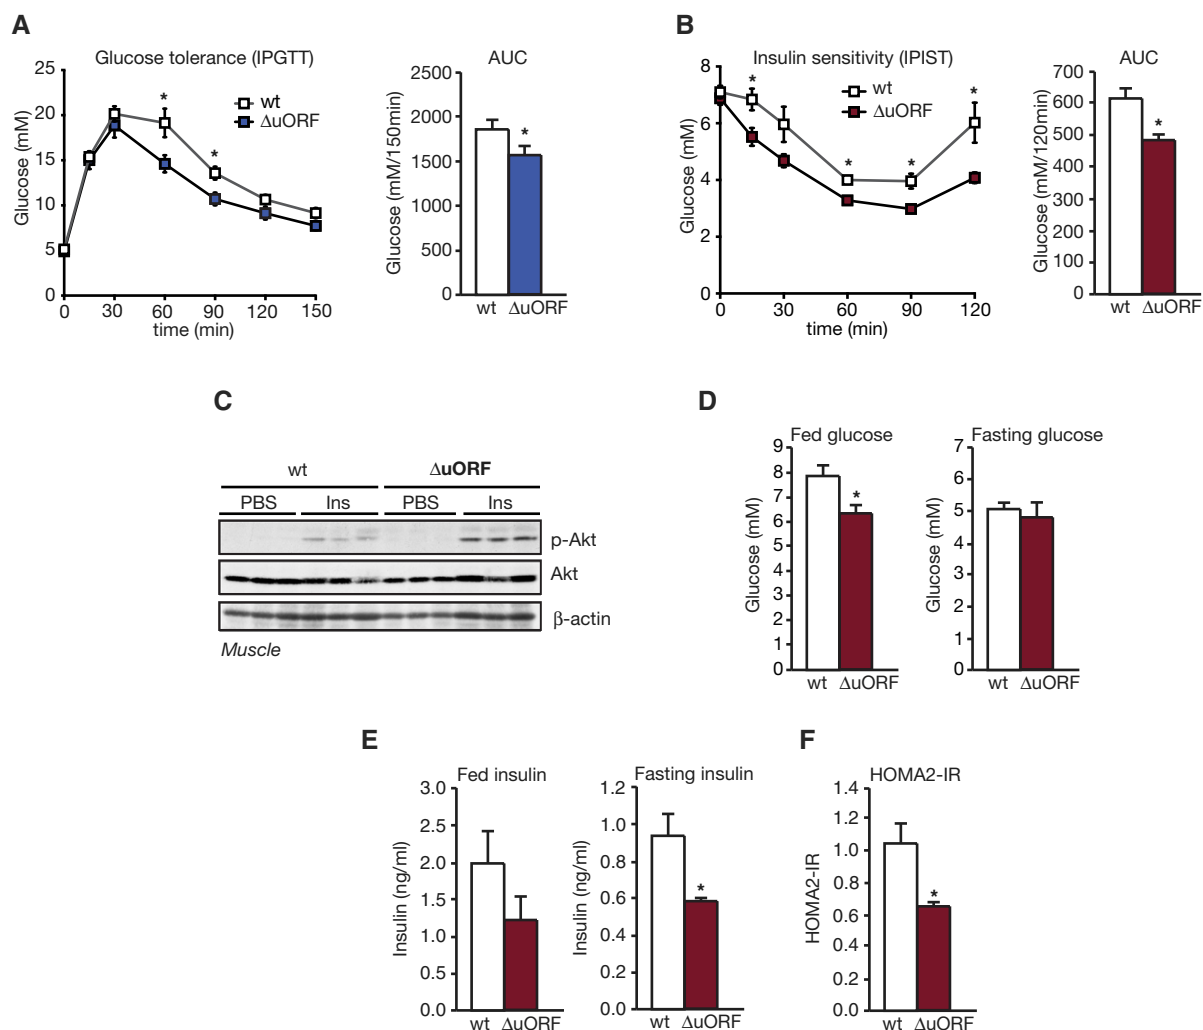 A
Glucose tolerance (IPGTT)
25
20
15
10
5
0
Glucose (mM)
wt
ΔuORF
*
*
0 30 60 90 120 150
time (min)
AUC
2500
2000
1500
1000
500
0
Glucose (mM/150min)
*
wt ΔuORF
B
Insulin sensitivity (IPIST)
8
6
4
2
0
Glucose (mM)
wt
ΔuORF
*
*
*
*
0 30 60 90 120
time (min)
AUC
700
600
500
400
300
200
100
0
Glucose (mM/120min)
*
wt ΔuORF
C
wt ΔuORF
PBS Ins PBS Ins
p-Akt
Akt
β-actin
Muscle
D
Fed glucose
9
8
7
6
5
4
3
2
1
0
Glucose (mM)
*
wt ΔuORF
Fasting glucose
7
6
5
4
3
2
1
0
Glucose (mM)
wt ΔuORF
E
Fed insulin
3.0
2.5
2.0
1.5
1.0
0.5
0.0
Insulin (ng/ml)
wt ΔuORF
Fasting insulin
1.2
1.0
0.8
0.6
0.4
0.2
0.0
Insulin (ng/ml)
*
wt ΔuORF
F
HOMA2-IR
1.4
1.2
1.0
0.8
0.6
0.4
0.2
0.0
HOMA2-IR
*
wt ΔuORF